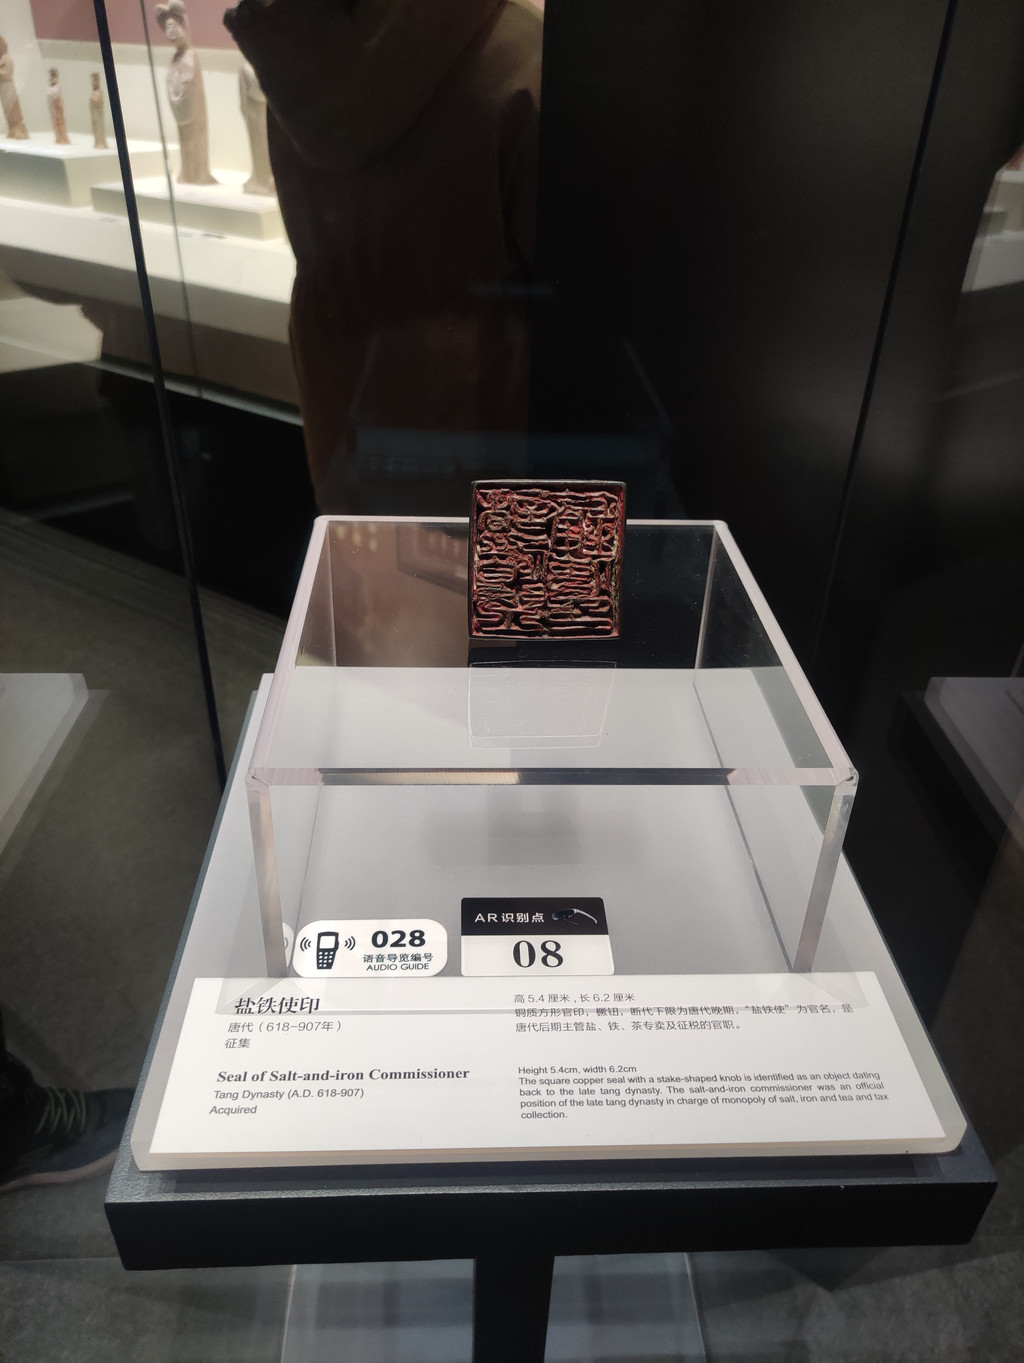 028
语音导览编号
AUDIO GUIDE
AR识别点
08
盐铁使印
唐代（618-907年）
征集
高 5.4 厘米，长 6.2 厘米
铜质方形官印，橛钮，断代下限为唐代晚期，“盐铁使”为官名，是
唐代后期主管盐、铁、茶专卖及征税的官职。
Seal of Salt-and-iron Commissioner
Tang Dynasty (A.D. 618-907)
Acquired
Height 5.4cm, width 6.2cm
The square copper seal with a stake-shaped knob is identified as an object dating
back to the late tang dynasty. The salt-and-iron commissioner was an official
position of the late tang dynasty in charge of monopoly of salt, iron and tea and tax
collection.